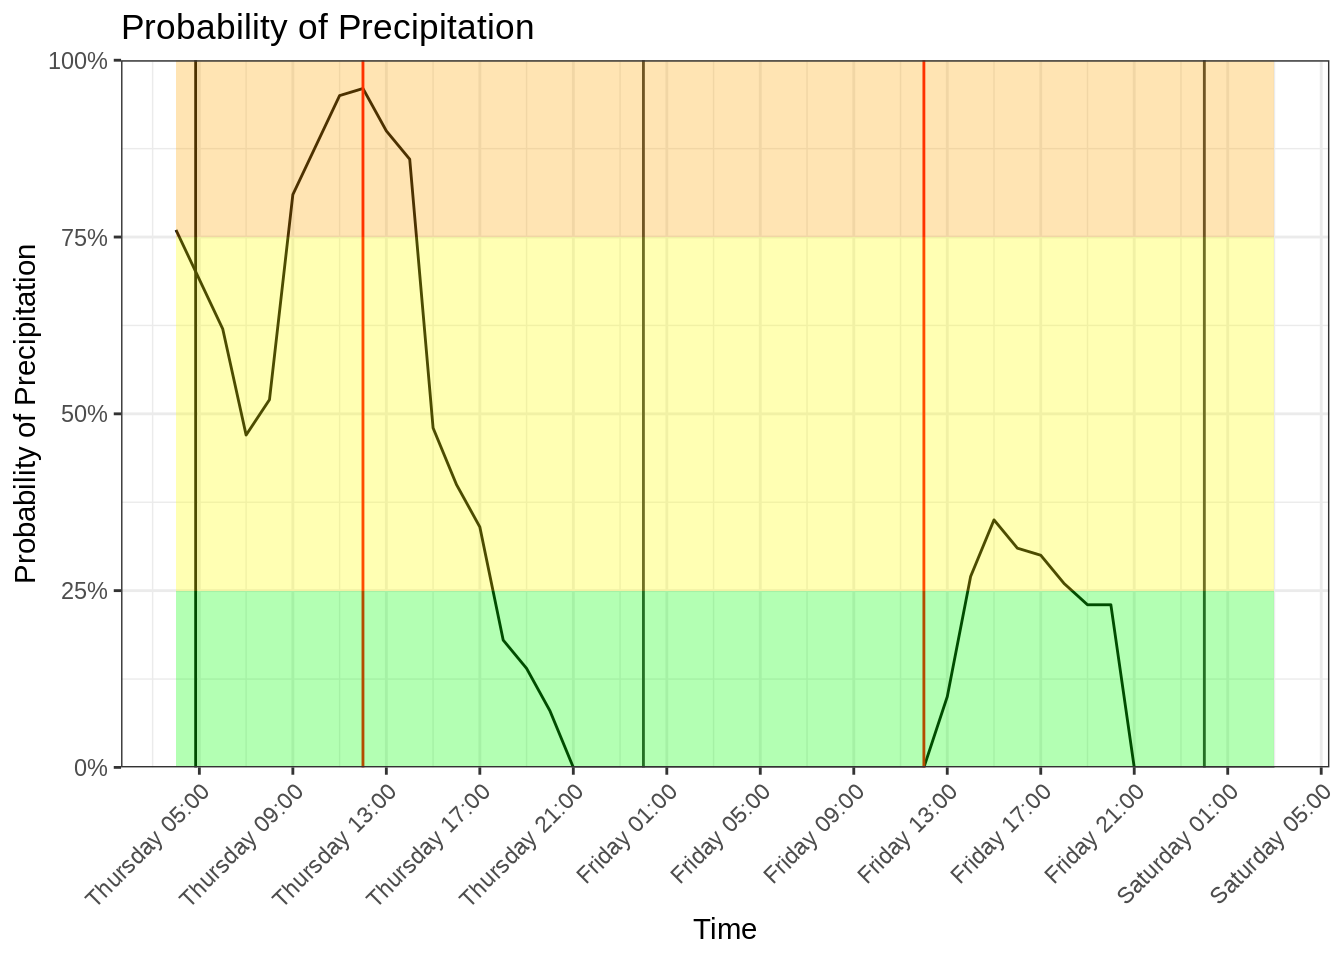 Probability of Precipitation
Probability of Precipitation
100%
75%
50%
25%
0%
Thursday 05:00
Thursday 09:00
Thursday 13:00
Thursday 17:00
Thursday 21:00
Friday 01:00
Friday 05:00
Friday 09:00
Friday 13:00
Friday 17:00
Friday 21:00
Saturday 01:00
Saturday 05:00
Time